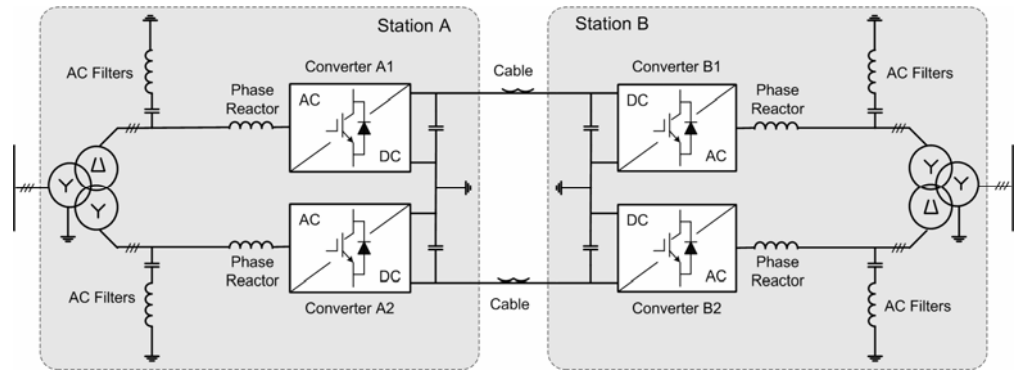 Station A
Station B
AC Filters
Phase
Reactor
Converter A1
AC
DC
Cable
Converter B1
DC
AC
Phase
Reactor
AC Filters
Δ
Y
Y
Y
Y
Δ
AC
DC
Phase
Reactor
Converter A2
AC Filters
Cable
DC
AC
Phase
Reactor
Converter B2
AC Filters